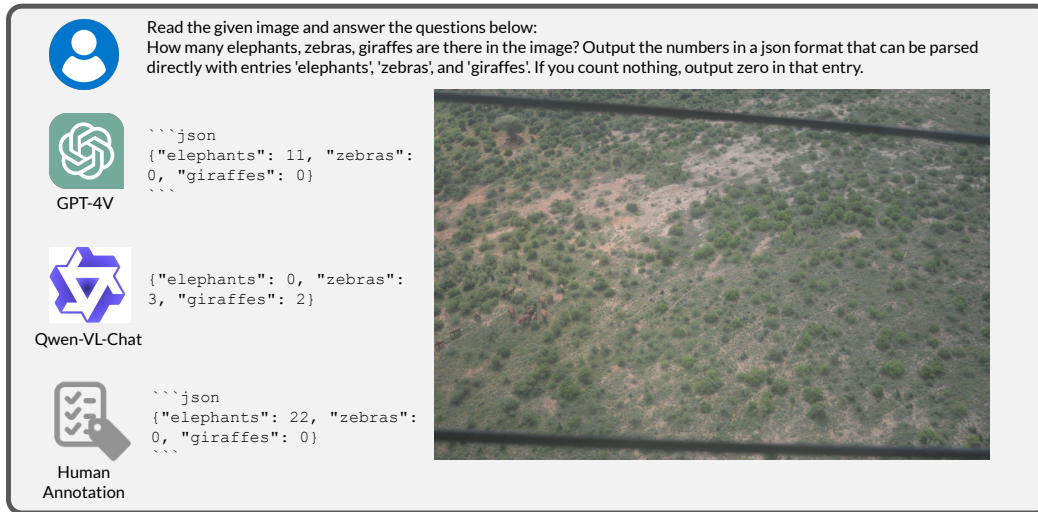 Read the given image and answer the questions below:
How many elephants, zebras, giraffes are there in the image? Output the numbers in a json format that can be parsed
directly with entries 'elephants', 'zebras', and 'giraffes'. If you count nothing, output zero in that entry.
```json
{"elephants": 11, "zebras":
0, "giraffes": 0}
```
GPT-4V
{"elephants": 0, "zebras":
3, "giraffes": 2}
Qwen-VL-Chat
```json
{"elephants": 22, "zebras":
0, "giraffes": 0}
```
Human
Annotation